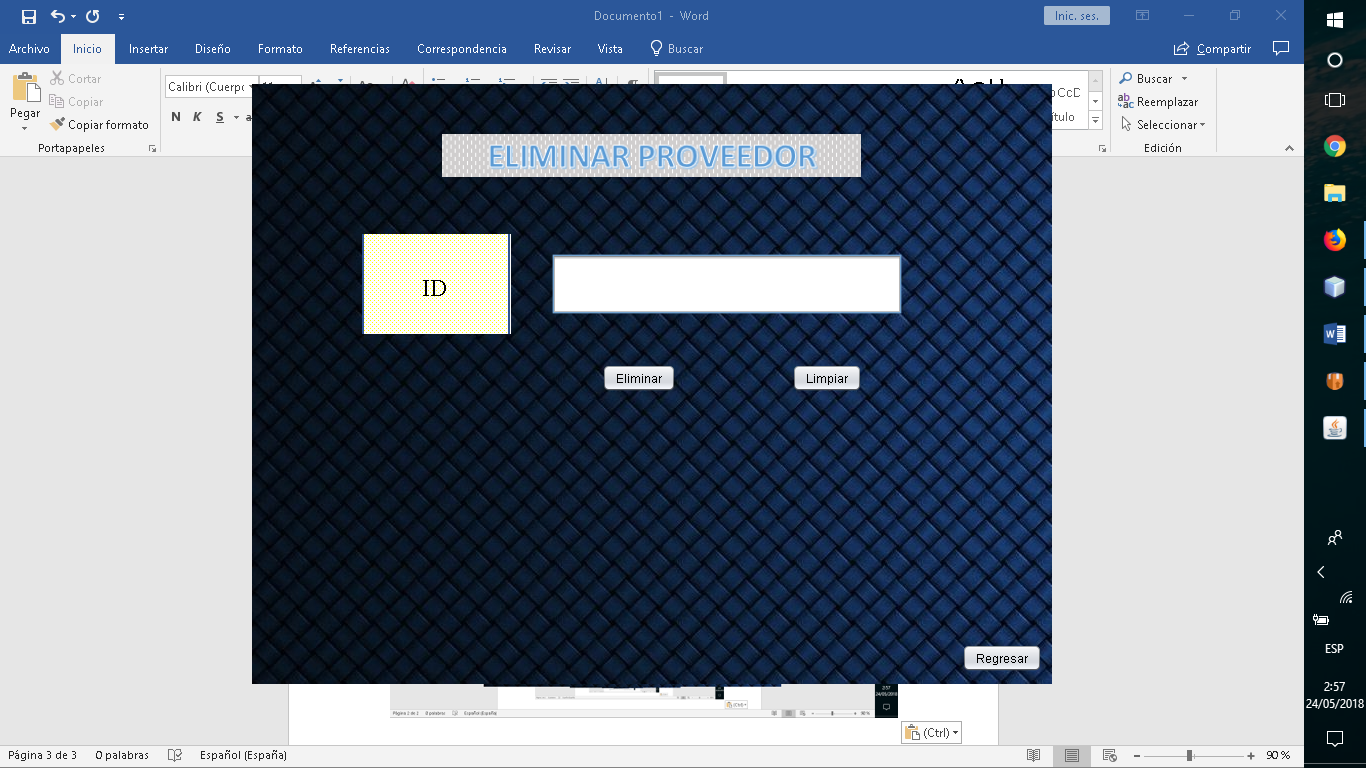 Documento1 - Word
Inic. ses.
Archivo Inicio Insertar Diseño Formato Referencias Correspondencia Revisar Vista Buscar Compartir
Pegar
Cortar
Copiar
Copiar formato
Portapapeles
Calibri (Cuerpo
N K S
Buscar
Reemplazar
Seleccionar
Edición
ELIMINAR PROVEEDOR
ID
Eliminar
Limpiar
Regresar
(Ctrl)
Página 3 de 3 0 palabras Español (España)
90 %
ESP
2:57
24/05/2018